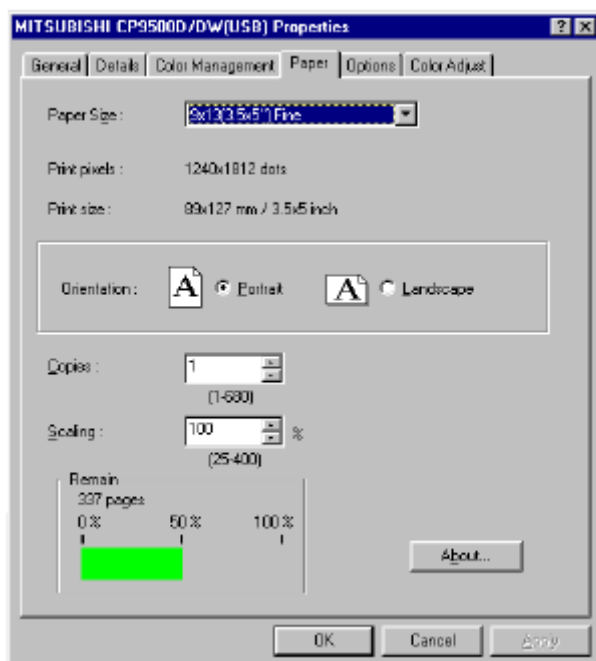 MITSUBISHI CP9500D/DW(USB) Properties
General Details Color Management Paper Options Color Adjust
Paper Size : 9x13(3.5x5") Fine
Print pixels : 1240x1812 dots
Print size : 89x127 mm / 3.5x5 inch
Orientation : A Portrait A Landscape
Copies : 1
(1-680)
Scaling : 100 %
(25-400)
Remain
337 pages
0 % 50 % 100 %
About...
OK Cancel Apply